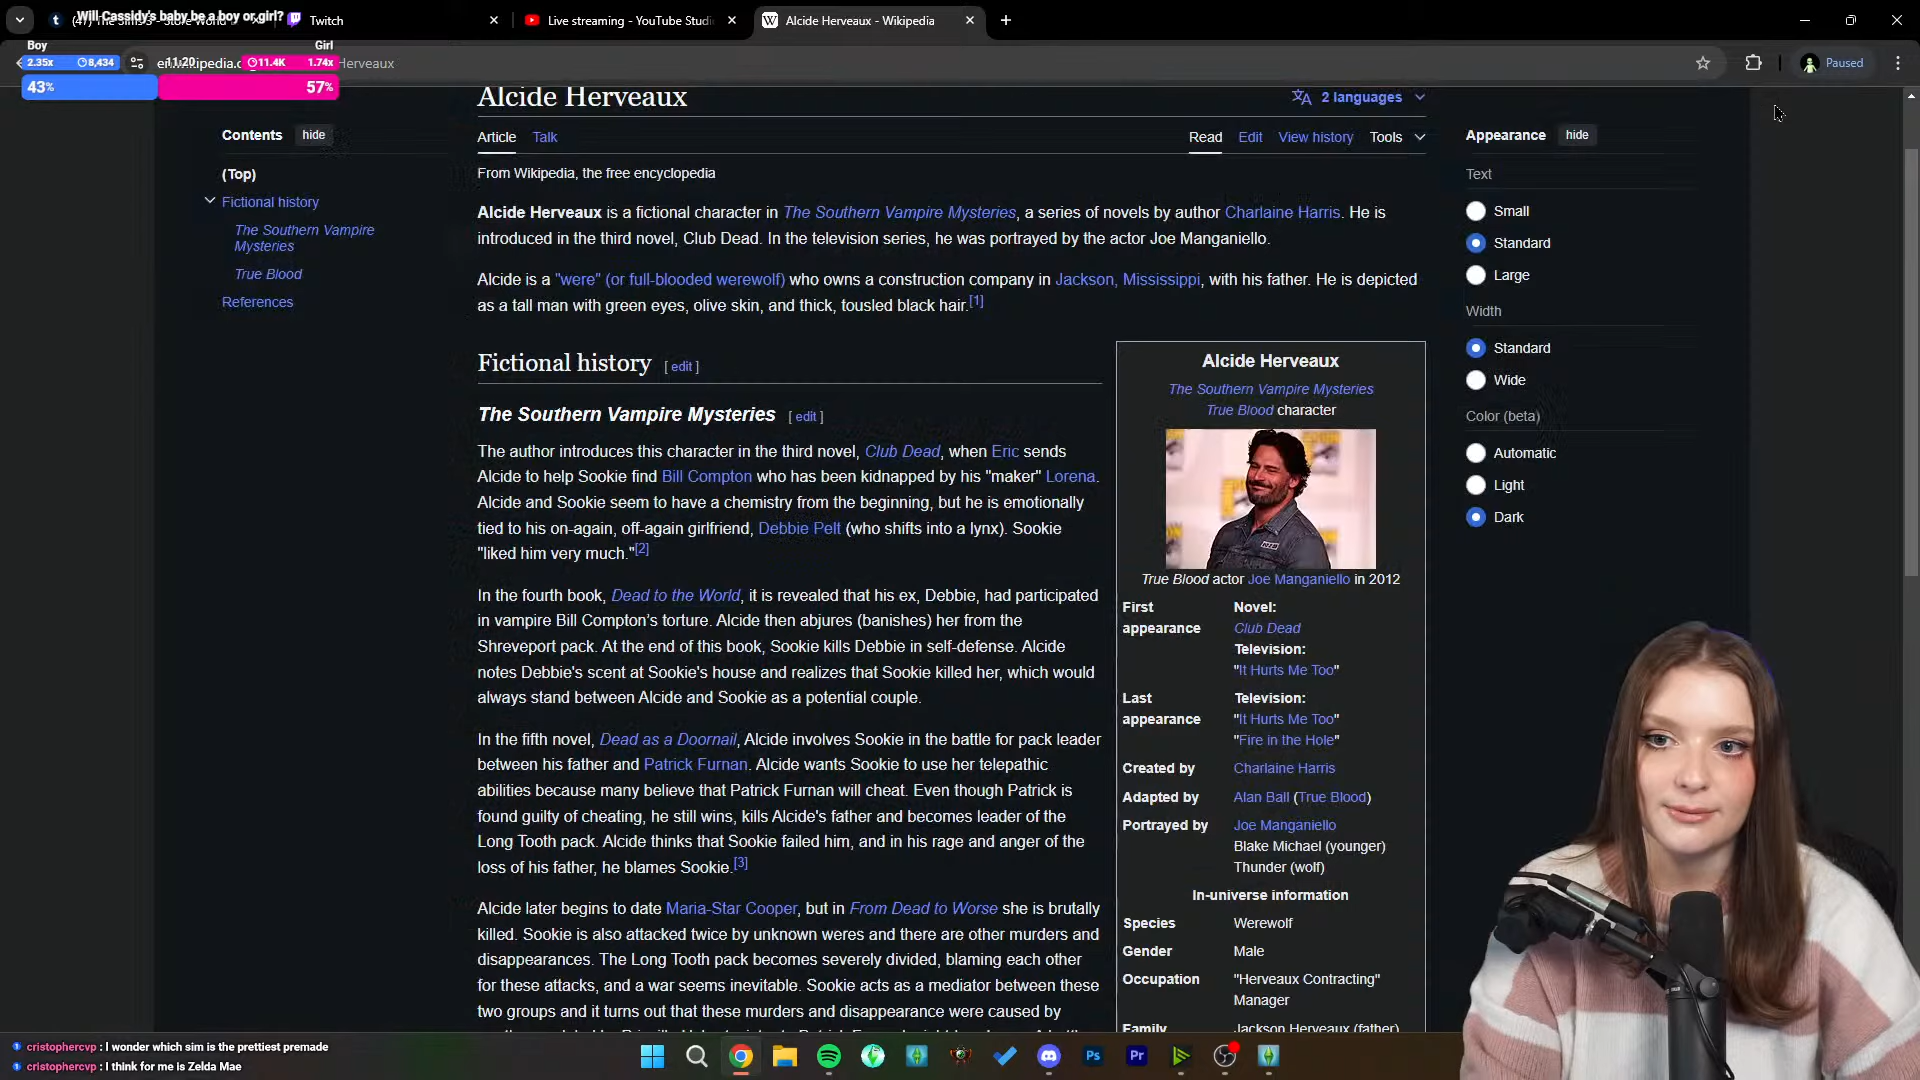 Will Cassidy's baby be a boy or girl?
Twitch
Live streaming - YouTube Studi
Alcide Herveaux - Wikipedia
Boy
Girl
2.35x
8,434
11:20
11.4K
1.74x
Herveaux
Paused
43%
57%
Alcide Herveaux
2 languages
Contents
hide
Article
Talk
Read
Edit
View history
Tools
Appearance
hide
(Top)
Fictional history
The Southern Vampire
Mysteries
True Blood
References
Text
Small
Standard
Large
Width
Standard
Wide
Color (beta)
Automatic
Light
Dark
From Wikipedia, the free encyclopedia
Alcide Herveaux is a fictional character in The Southern Vampire Mysteries, a series of novels by author Charlaine Harris. He is
introduced in the third novel, Club Dead. In the television series, he was portrayed by the actor Joe Manganiello.
Alcide is a "were" (or full-blooded werewolf) who owns a construction company in Jackson, Mississippi, with his father. He is depicted
as a tall man with green eyes, olive skin, and thick, tousled black hair.[1]
Fictional history [ edit ]
The Southern Vampire Mysteries [ edit ]
The author introduces this character in the third novel, Club Dead, when Eric sends
Alcide to help Sookie find Bill Compton who has been kidnapped by his "maker" Lorena.
Alcide and Sookie seem to have a chemistry from the beginning, but he is emotionally
tied to his on-again, off-again girlfriend, Debbie Pelt (who shifts into a lynx). Sookie
"liked him very much."[2]
In the fourth book, Dead to the World, it is revealed that his ex, Debbie, had participated
in vampire Bill Compton's torture. Alcide then abjures (banishes) her from the
Shreveport pack. At the end of this book, Sookie kills Debbie in self-defense. Alcide
notes Debbie's scent at Sookie's house and realizes that Sookie killed her, which would
always stand between Alcide and Sookie as a potential couple.
In the fifth novel, Dead as a Doornail, Alcide involves Sookie in the battle for pack leader
between his father and Patrick Furnan. Alcide wants Sookie to use her telepathic
abilities because many believe that Patrick Furnan will cheat. Even though Patrick is
found guilty of cheating, he still wins, kills Alcide's father and becomes leader of the
Long Tooth pack. Alcide thinks that Sookie failed him, and in his rage and anger of the
loss of his father, he blames Sookie.[3]
Alcide later begins to date Maria-Star Cooper, but in From Dead to Worse she is brutally
killed. Sookie is also attacked twice by unknown weres and there are other murders and
disappearances. The Long Tooth pack becomes severely divided, blaming each other
for these attacks, and a war seems inevitable. Sookie acts as a mediator between these
two groups and it turns out that these murders and disappearance were caused by
Alcide Herveaux
The Southern Vampire Mysteries
True Blood character
True Blood actor Joe Manganiello in 2012
First appearance
Novel:
Club Dead
Television:
"It Hurts Me Too"
Last appearance
Television:
"It Hurts Me Too"
"Fire in the Hole"
Created by
Charlaine Harris
Adapted by
Alan Ball (True Blood)
Portrayed by
Joe Manganiello
Blake Michael (younger)
Thunder (wolf)
In-universe information
Species
Werewolf
Gender
Male
Occupation
"Herveaux Contracting"
Manager
Family
Jackson Herveaux (father)
cristophercvp : I wonder which sim is the prettiest premade
cristophercvp : I think for me is Zelda Mae
Ps
Pr